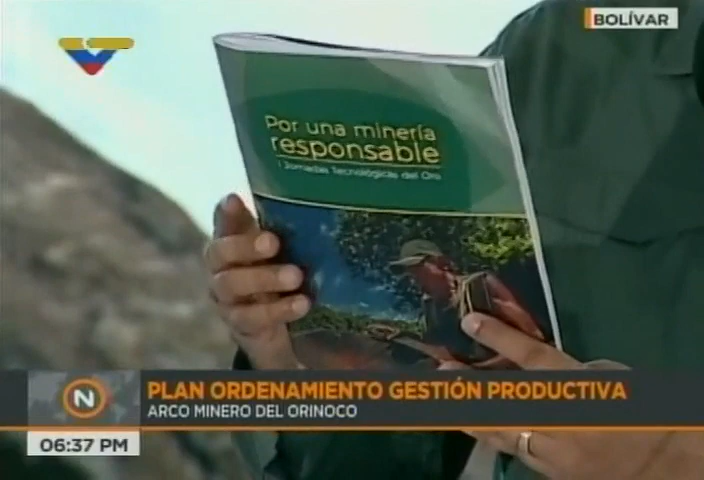 BOLÍVAR
Por una minería
responsable
I Jornadas Tecnológicas del Oro
N
PLAN ORDENAMIENTO GESTIÓN PRODUCTIVA
ARCO MINERO DEL ORINOCO
06:37 PM